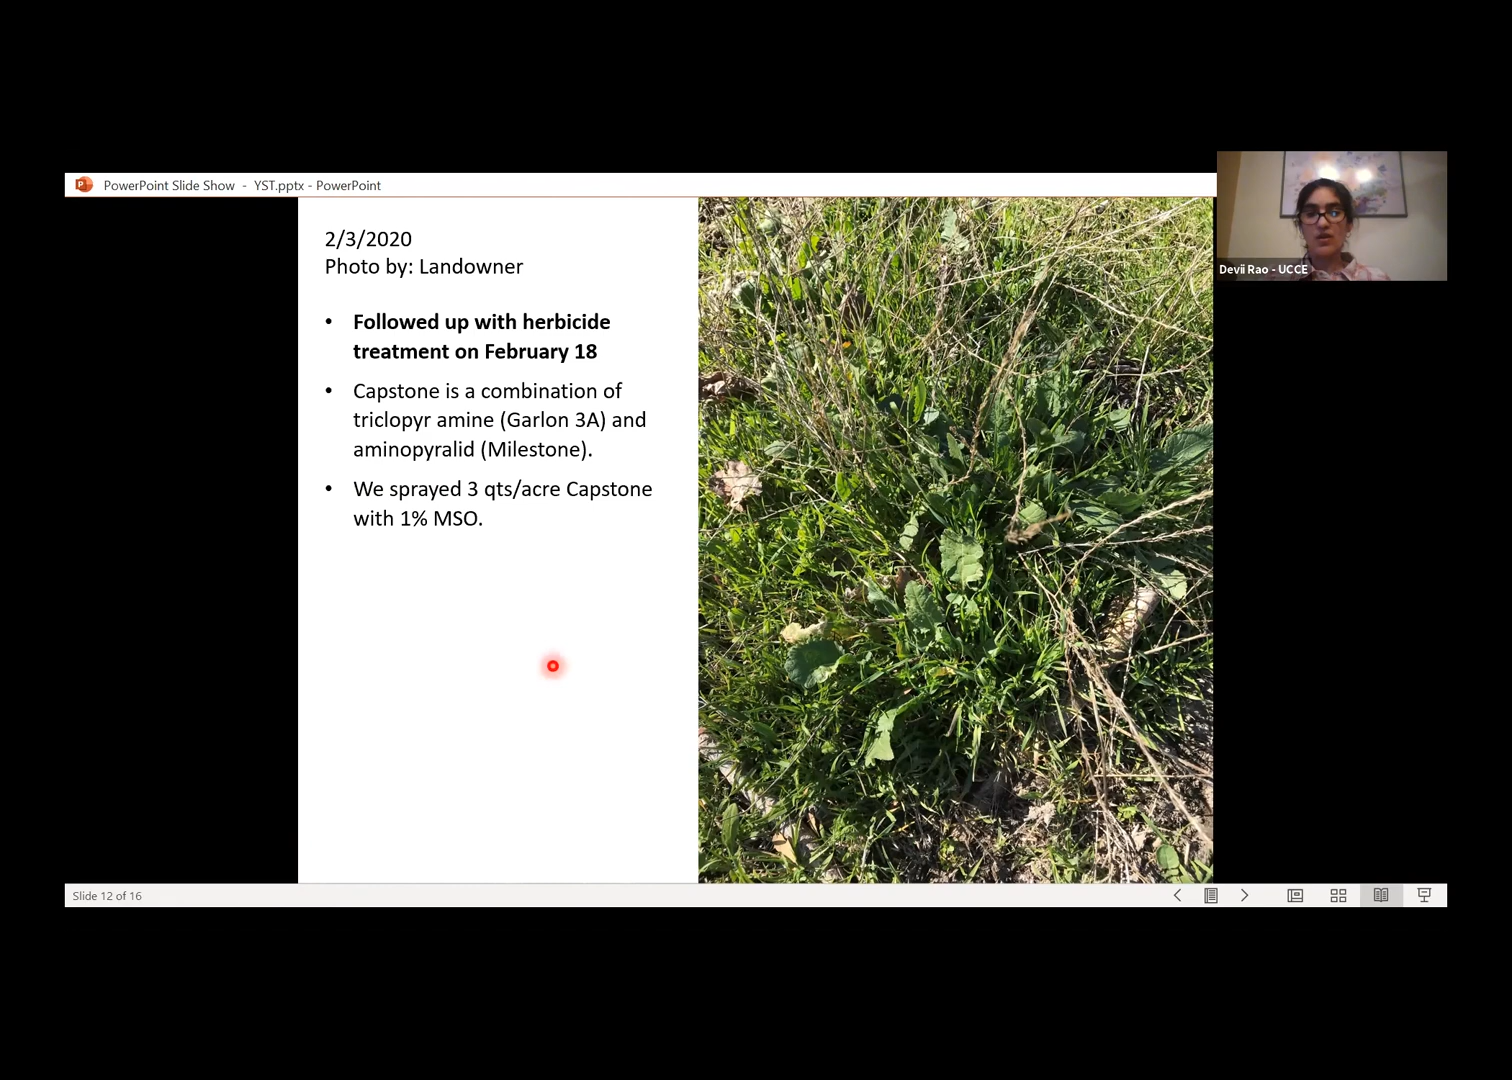 PowerPoint Slide Show - YST.pptx - PowerPoint
2/3/2020
Photo by: Landowner
• Followed up with herbicide
treatment on February 18
• Capstone is a combination of
triclopyr amine (Garlon 3A) and
aminopyralid (Milestone).
• We sprayed 3 qts/acre Capstone
with 1% MSO.
Devii Rao - UCCE
Slide 12 of 16